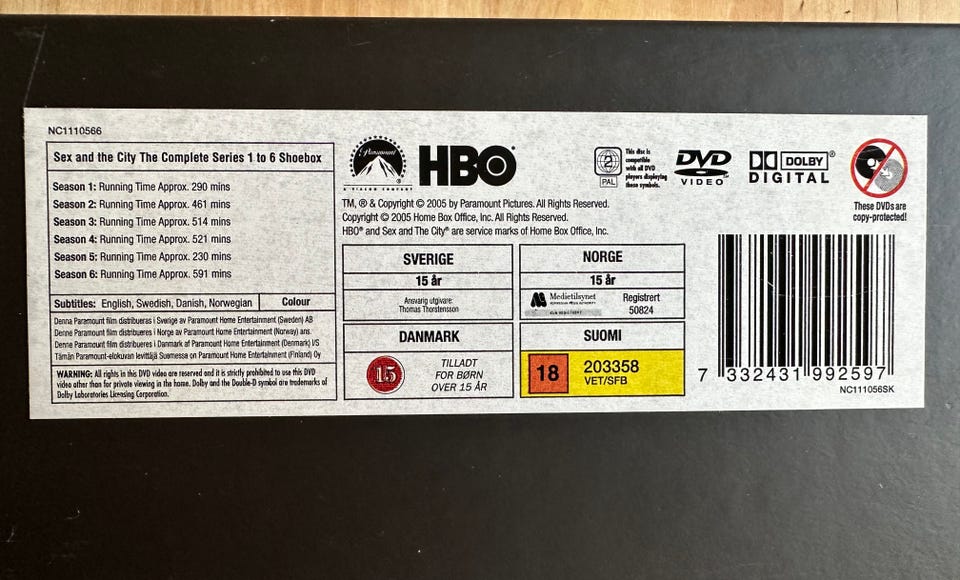 NC1110566
Sex and the City The Complete Series 1 to 6 Shoebox
Season 1: Running Time Approx. 290 mins
Season 2: Running Time Approx. 461 mins
Season 3: Running Time Approx. 514 mins
Season 4: Running Time Approx. 521 mins
Season 5: Running Time Approx. 230 mins
Season 6: Running Time Approx. 591 mins
Subtitles: English, Swedish, Danish, Norwegian
Colour
Denna Paramount film distribueras i Sverige av Paramount Home Entertainment (Sweden) AB
Denne Paramount film distribueres i Norge av Paramount Home Entertainment (Norway) ans.
Denne Paramount film distribueres i Danmark af Paramount Home Entertainment (Denmark) I/S
Tämän Paramount-elokuvan levittäjä Suomessa on Paramount Home Entertainment (Finland) Oy
WARNING: All rights in this DVD video are reserved and it is strictly prohibited to use this DVD
video other than for private viewing in the home. Dolby and the Double-D symbol are trademarks of
Dolby Laboratories Licensing Corporation.
Paramount
A VIACOM COMPANY
HBO®
2
PAL
This disc is
compatible
with all DVD
players displaying
these symbols.
DVD
VIDEO
DOLBY®
DIGITAL
These DVDs are
copy-protected!
TM, ® & Copyright © 2005 by Paramount Pictures. All Rights Reserved.
Copyright © 2005 Home Box Office, Inc. All Rights Reserved.
HBO® and Sex and The City® are service marks of Home Box Office, Inc.
SVERIGE
15 år
Ansvarig utgivare:
Thomas Thorstensson
NORGE
15 år
Medietilsynet
Registrert
50824
DANMARK
15
TILLADT
FOR BØRN
OVER 15 ÅR
SUOMI
18
203358
VET/SFB
7 332431 992597
NC111056SK